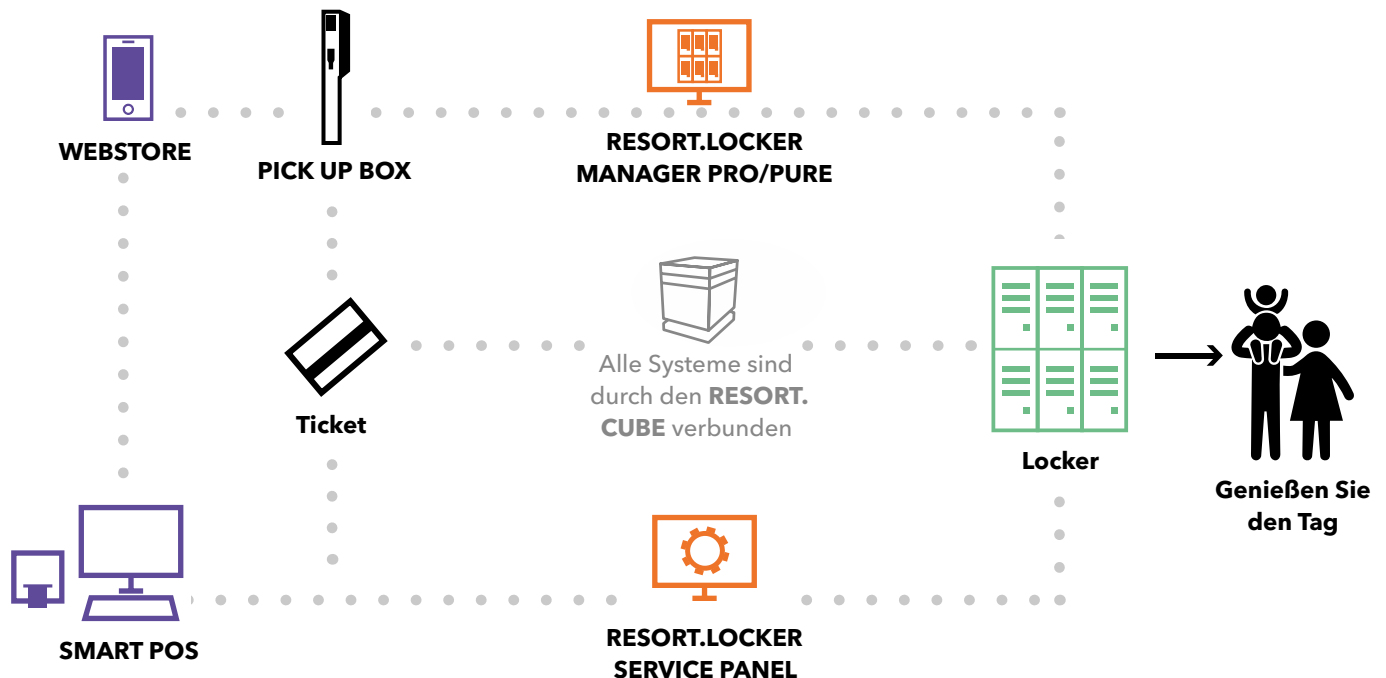 WEBSTORE
PICK UP BOX
RESORT.LOCKER
MANAGER PRO/PURE
Ticket
Alle Systeme sind
durch den RESORT.
CUBE verbunden
Locker
Genießen Sie
den Tag
SMART POS
RESORT.LOCKER
SERVICE PANEL